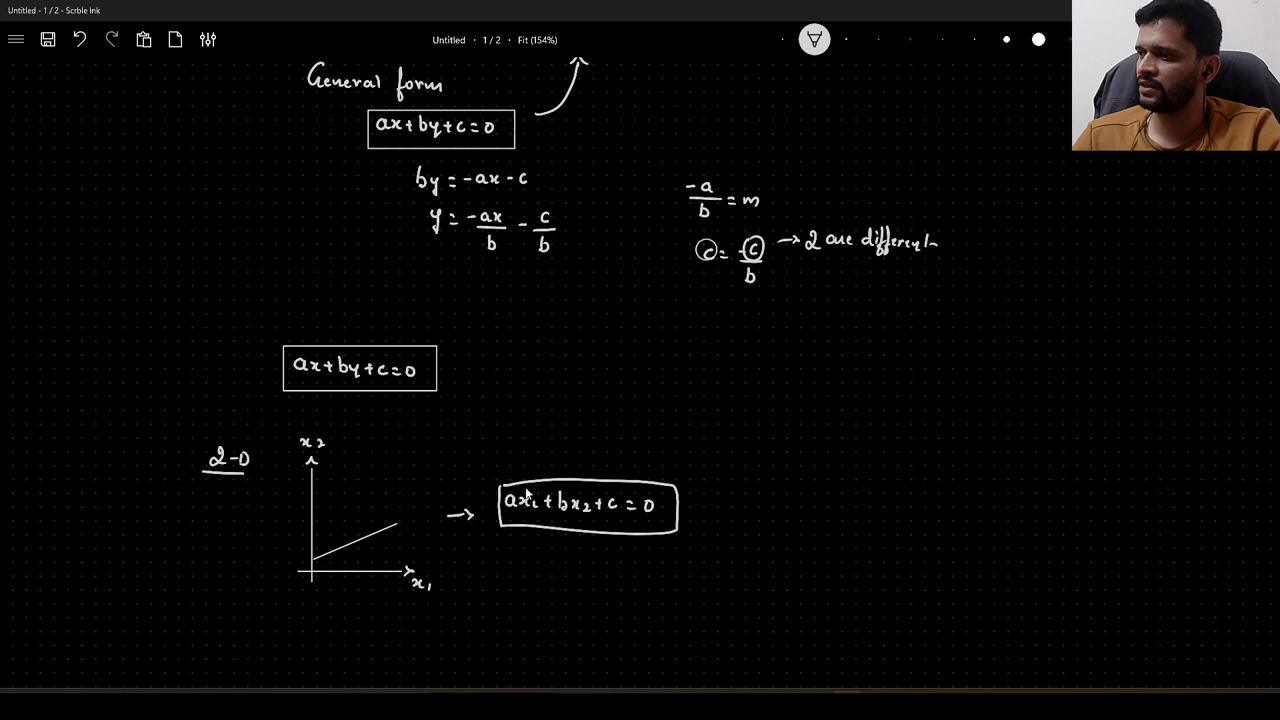 Untitled - 1 / 2 - Scrble Ink
Untitled • 1 / 2 • Fit (154%)
General form
ax+by+c=0
by = -ax - c
y = -ax/b - c/b
-a/b = m
c = -c/b → 2 are different
ax+by+c=0
2-D
x2
x1
→ ax1+bx2+c=0